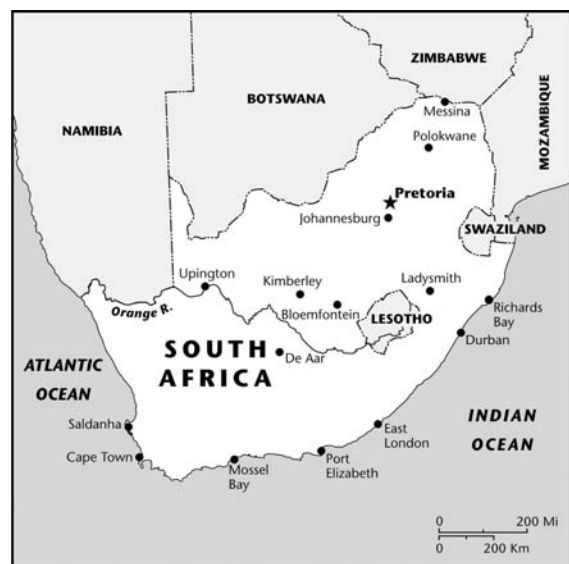 ZIMBABWE
BOTSWANA
Messina
NAMIBIA
MOZAMBIQUE
Polokwane
Pretoria
Johannesburg
SWAZILAND
Upington
Kimberley
Ladysmith
Orange R.
Bloemfontein
LESOTHO
Richards
Bay
Durban
SOUTH
AFRICA
De Aar
ATLANTIC
OCEAN
Saldanha
East
London
INDIAN
OCEAN
Cape Town
Mossel
Bay
Port
Elizabeth
0 200 Mi
0 200 Km